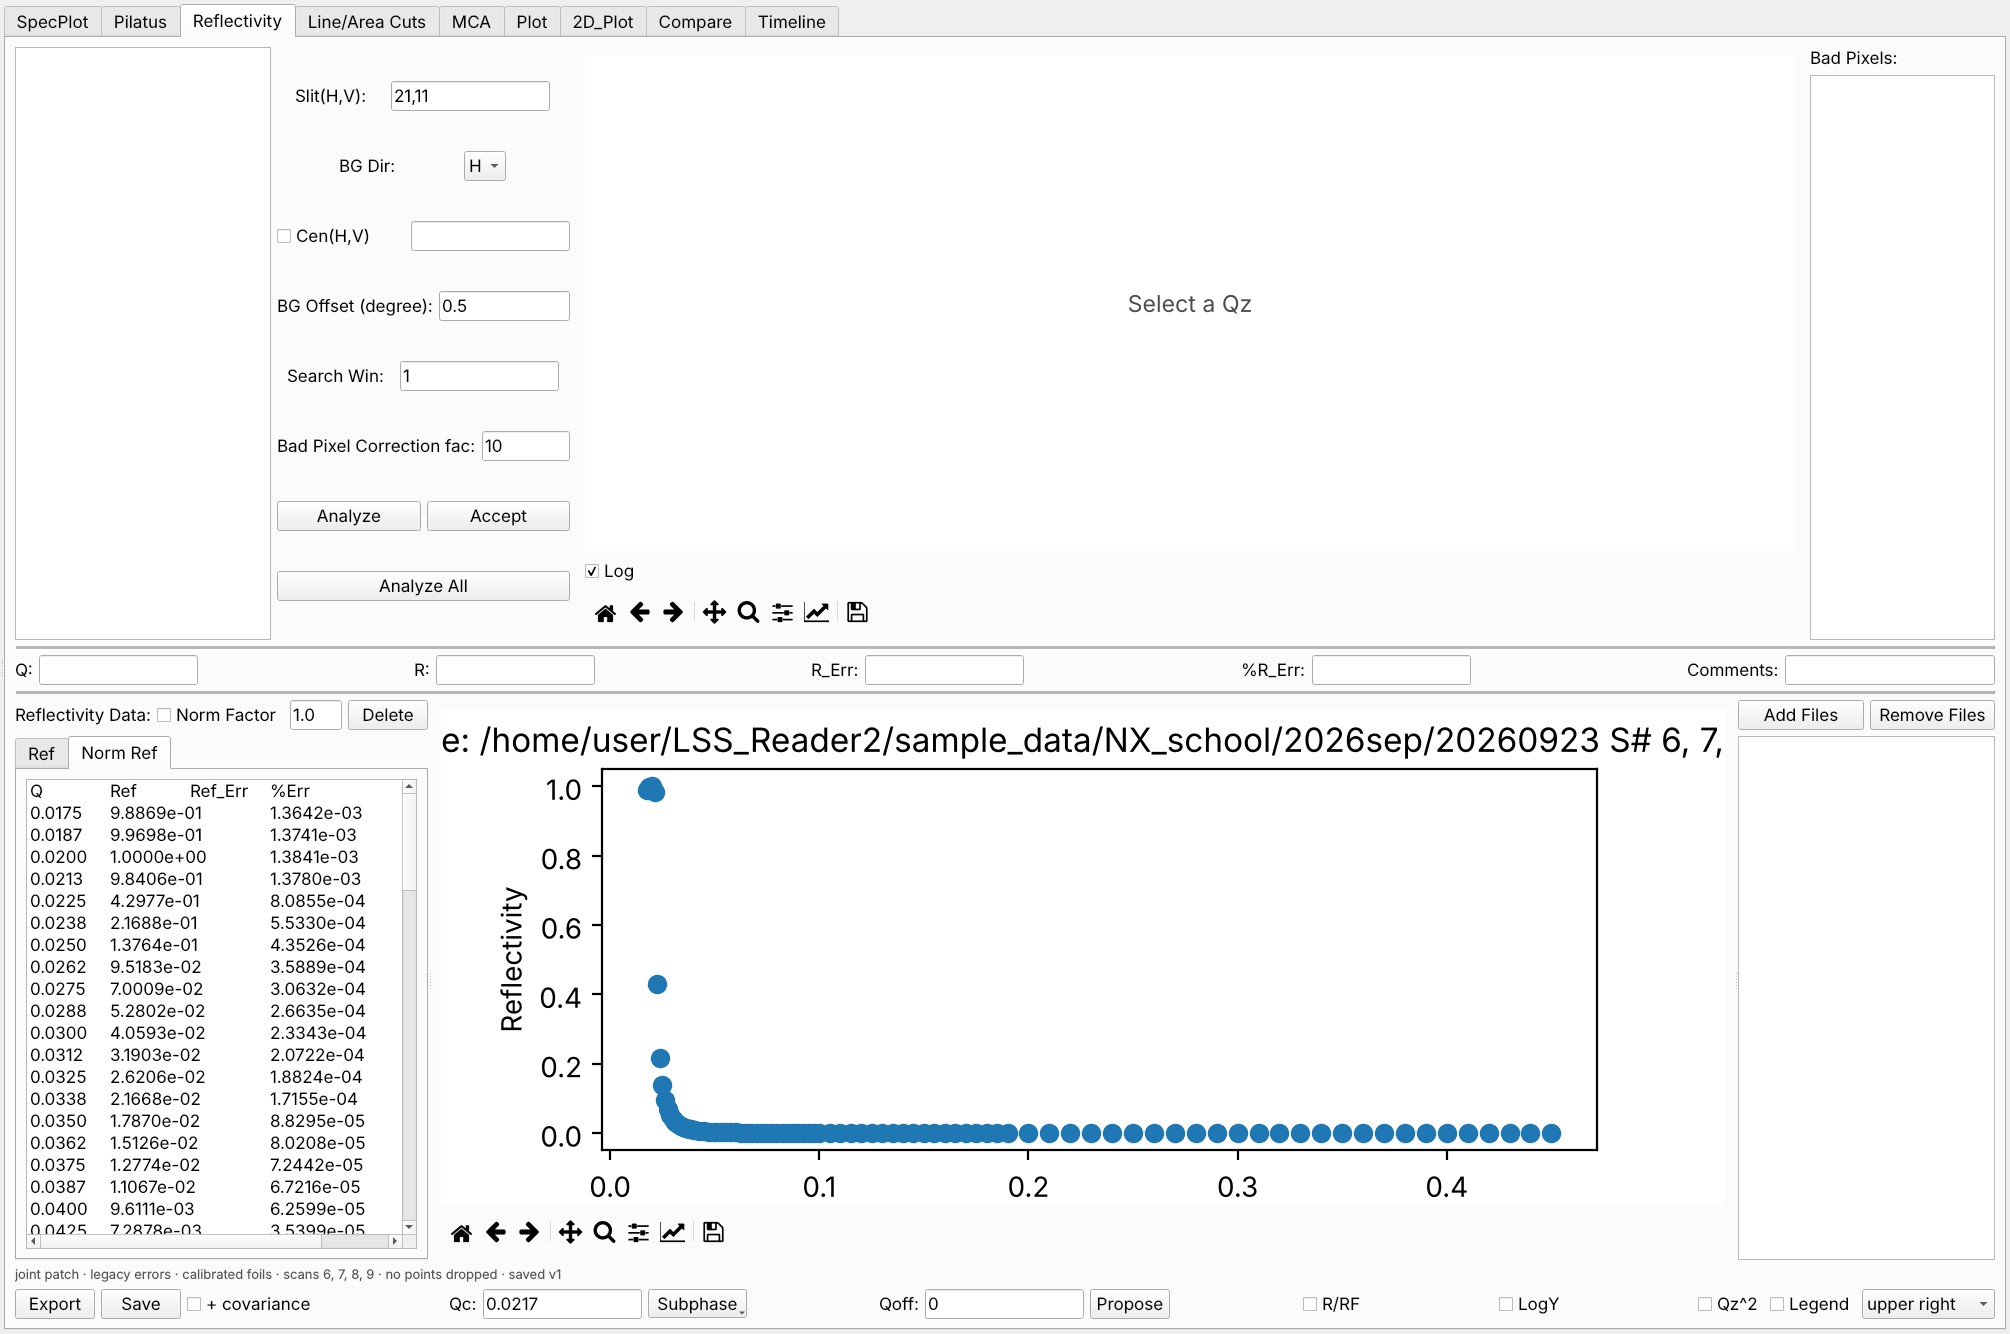 SpecPlot Pilatus Reflectivity Line/Area Cuts MCA Plot 2D_Plot Compare Timeline
Bad Pixels:
Slit(H,V): 21,11
BG Dir: H
Cen(H,V)
BG Offset (degree): 0.5
Select a Qz
Search Win: 1
Bad Pixel Correction fac: 10
Analyze Accept
Log
Analyze All
Q: R: R_Err: %R_Err: Comments:
Reflectivity Data: Norm Factor 1.0 Delete
Add Files Remove Files
Ref Norm Ref
e: /home/user/LSS_Reader2/sample_data/NX_school/2026sep/20260923 S# 6, 7,
Q Ref Ref_Err %Err
0.0175 9.8869e-01 1.3642e-03
0.0187 9.9698e-01 1.3741e-03
0.0200 1.0000e+00 1.3841e-03
0.0213 9.8406e-01 1.3780e-03
0.0225 4.2977e-01 8.0855e-04
0.0238 2.1688e-01 5.5330e-04
0.0250 1.3764e-01 4.3526e-04
0.0262 9.5183e-02 3.5889e-04
0.0275 7.0009e-02 3.0632e-04
0.0288 5.2802e-02 2.6635e-04
0.0300 4.0593e-02 2.3343e-04
0.0312 3.1903e-02 2.0722e-04
0.0325 2.6206e-02 1.8824e-04
0.0338 2.1668e-02 1.7155e-04
0.0350 1.7870e-02 8.8295e-05
0.0362 1.5126e-02 8.0208e-05
0.0375 1.2774e-02 7.2442e-05
0.0387 1.1067e-02 6.7216e-05
0.0400 9.6111e-03 6.2599e-05
0.0425 7.2878e-03 3.5399e-05
Reflectivity
1.0
0.8
0.6
0.4
0.2
0.0
0.0 0.1 0.2 0.3 0.4
joint patch · legacy errors · calibrated foils · scans 6, 7, 8, 9 · no points dropped · saved v1
Export Save + covariance Qc: 0.0217 Subphase Qoff: 0 Propose R/RF LogY Qz^2 Legend upper right